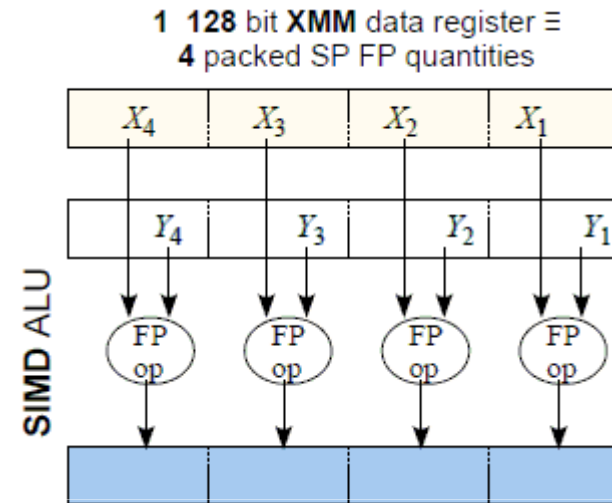 1 128 bit XMM data register ≡
4 packed SP FP quantities
X₄ X₃ X₂ X₁
Y₄ Y₃ Y₂ Y₁
SIMD ALU
FP op
FP op
FP op
FP op